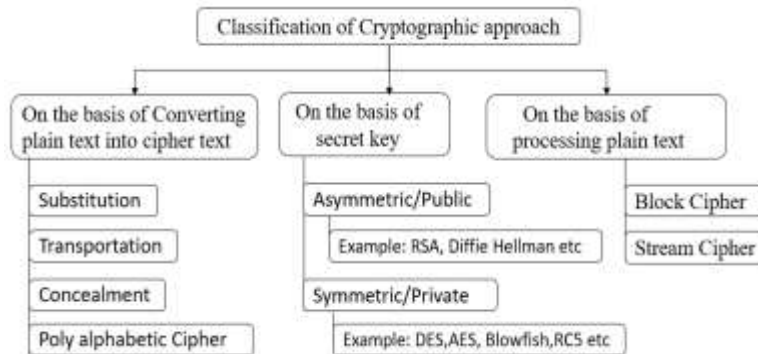 Classification of Cryptographic approach
On the basis of Converting
plain text into cipher text
Substitution
Transportation
Concealment
Poly alphabetic Cipher
On the basis of
secret key
Asymmetric/Public
Example: RSA, Diffie Hellman etc
Symmetric/Private
Example: DES,AES, Blowfish,RC5 etc
On the basis of
processing plain text
Block Cipher
Stream Cipher